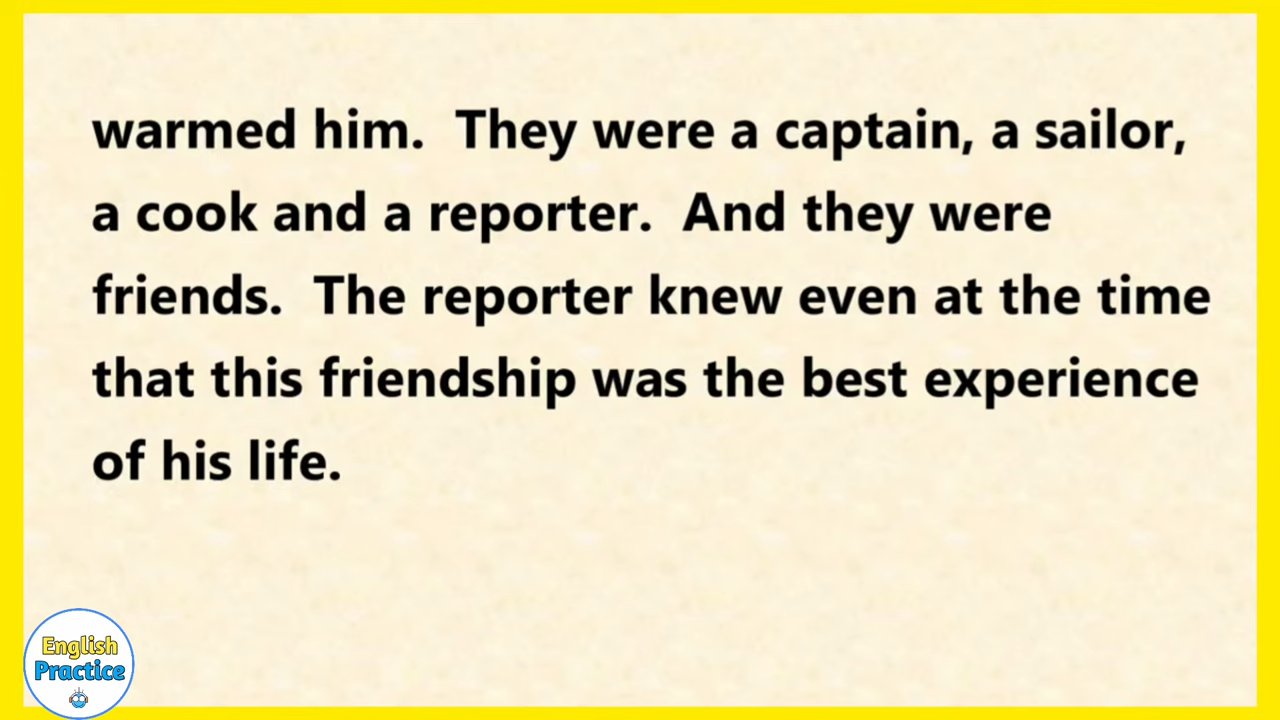 warmed him.  They were a captain, a sailor,
a cook and a reporter.  And they were
friends.  The reporter knew even at the time
that this friendship was the best experience
of his life.
English
Practice